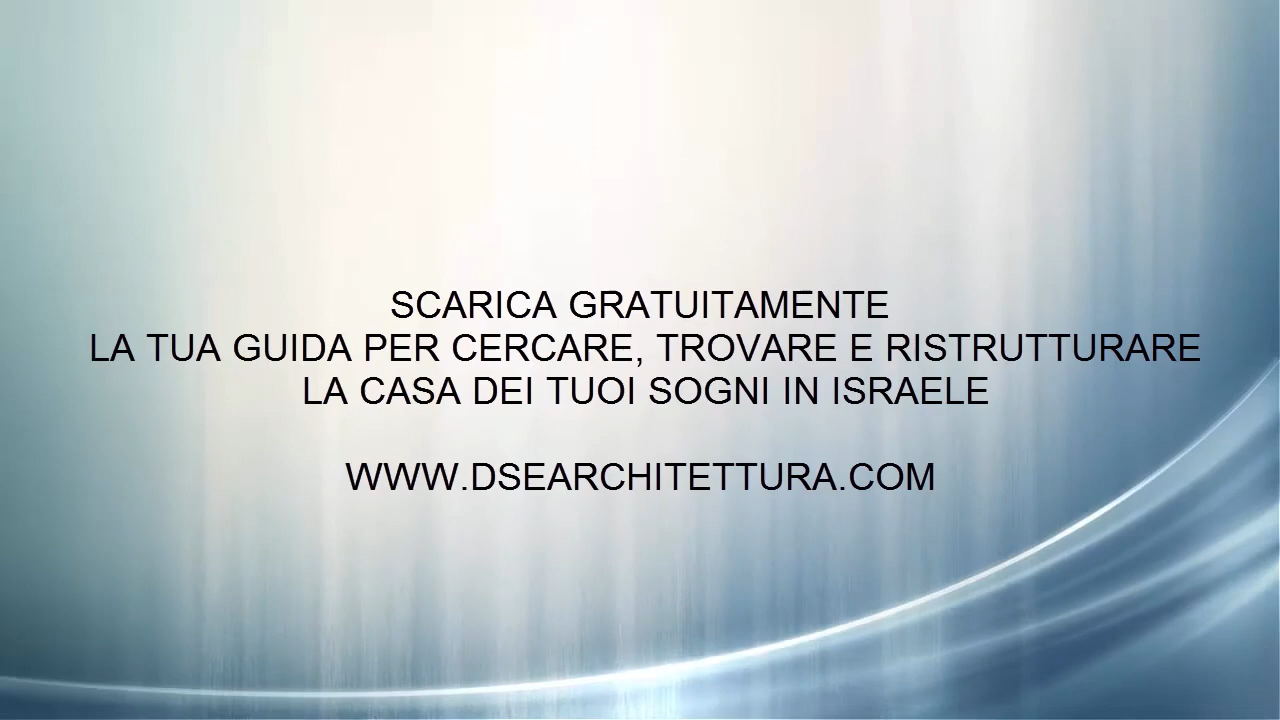 SCARICA GRATUITAMENTE
LA TUA GUIDA PER CERCARE, TROVARE E RISTRUTTURARE
LA CASA DEI TUOI SOGNI IN ISRAELE
WWW.DSEARCHITETTURA.COM